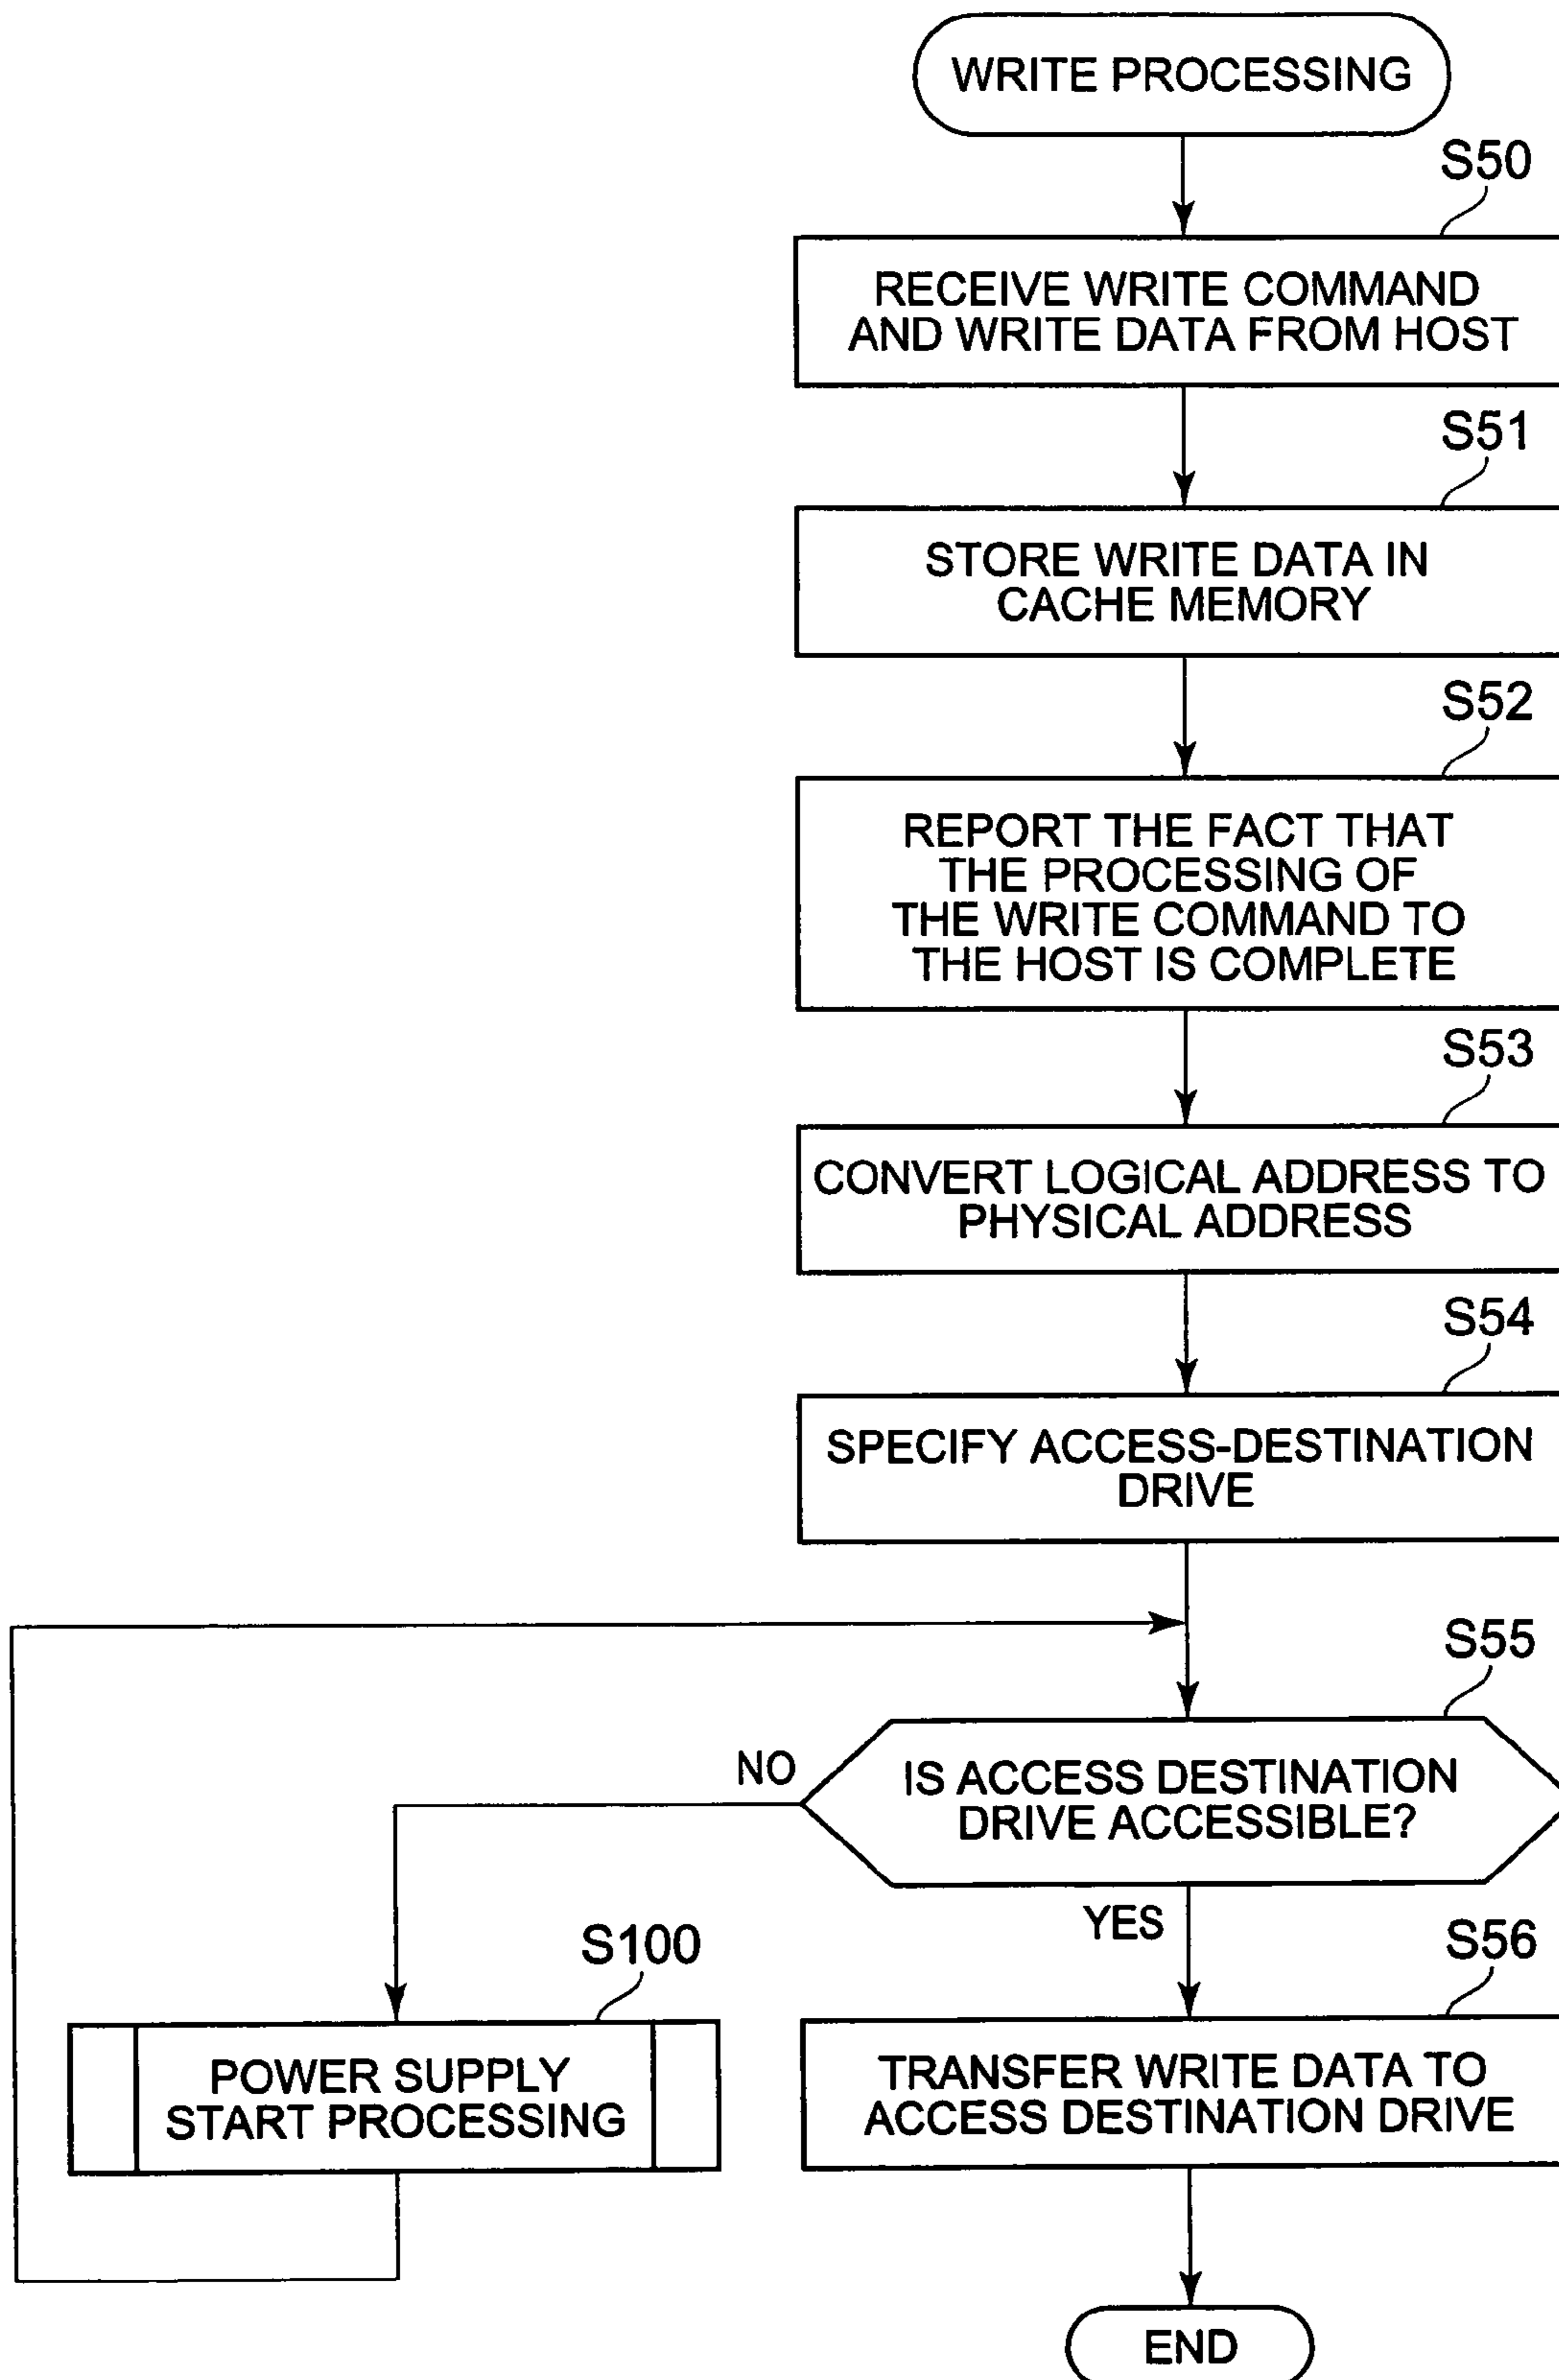 WRITE PROCESSING
S50
RECEIVE WRITE COMMAND
AND WRITE DATA FROM HOST
S51
STORE WRITE DATA IN
CACHE MEMORY
S52
REPORT THE FACT THAT
THE PROCESSING OF
THE WRITE COMMAND TO
THE HOST IS COMPLETE
S53
CONVERT LOGICAL ADDRESS TO
PHYSICAL ADDRESS
S54
SPECIFY ACCESS-DESTINATION
DRIVE
S55
NO
IS ACCESS DESTINATION
DRIVE ACCESSIBLE?
YES
S100
S56
POWER SUPPLY
START PROCESSING
TRANSFER WRITE DATA TO
ACCESS DESTINATION DRIVE
END